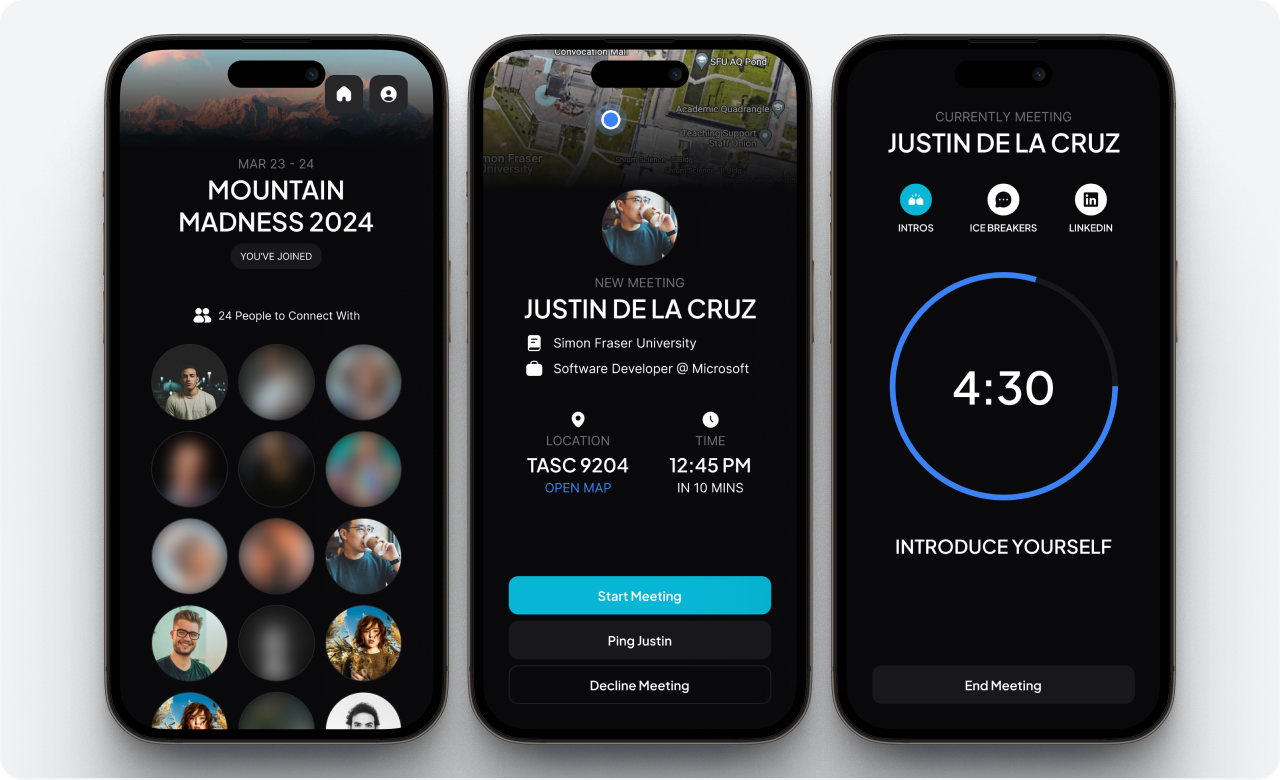 MAR 23 - 24
MOUNTAIN
MADNESS 2024
YOU'VE JOINED
24 People to Connect With
Convocation Mall
SFU AQ Pond
Academic Quadrangle
Teaching Support
Staff Union
mon Fraser
University
NEW MEETING
JUSTIN DE LA CRUZ
Simon Fraser University
Software Developer @ Microsoft
LOCATION
TASC 9204
OPEN MAP
TIME
12:45 PM
IN 10 MINS
Start Meeting
Ping Justin
Decline Meeting
CURRENTLY MEETING
JUSTIN DE LA CRUZ
INTROS
ICE BREAKERS
LINKEDIN
4:30
INTRODUCE YOURSELF
End Meeting